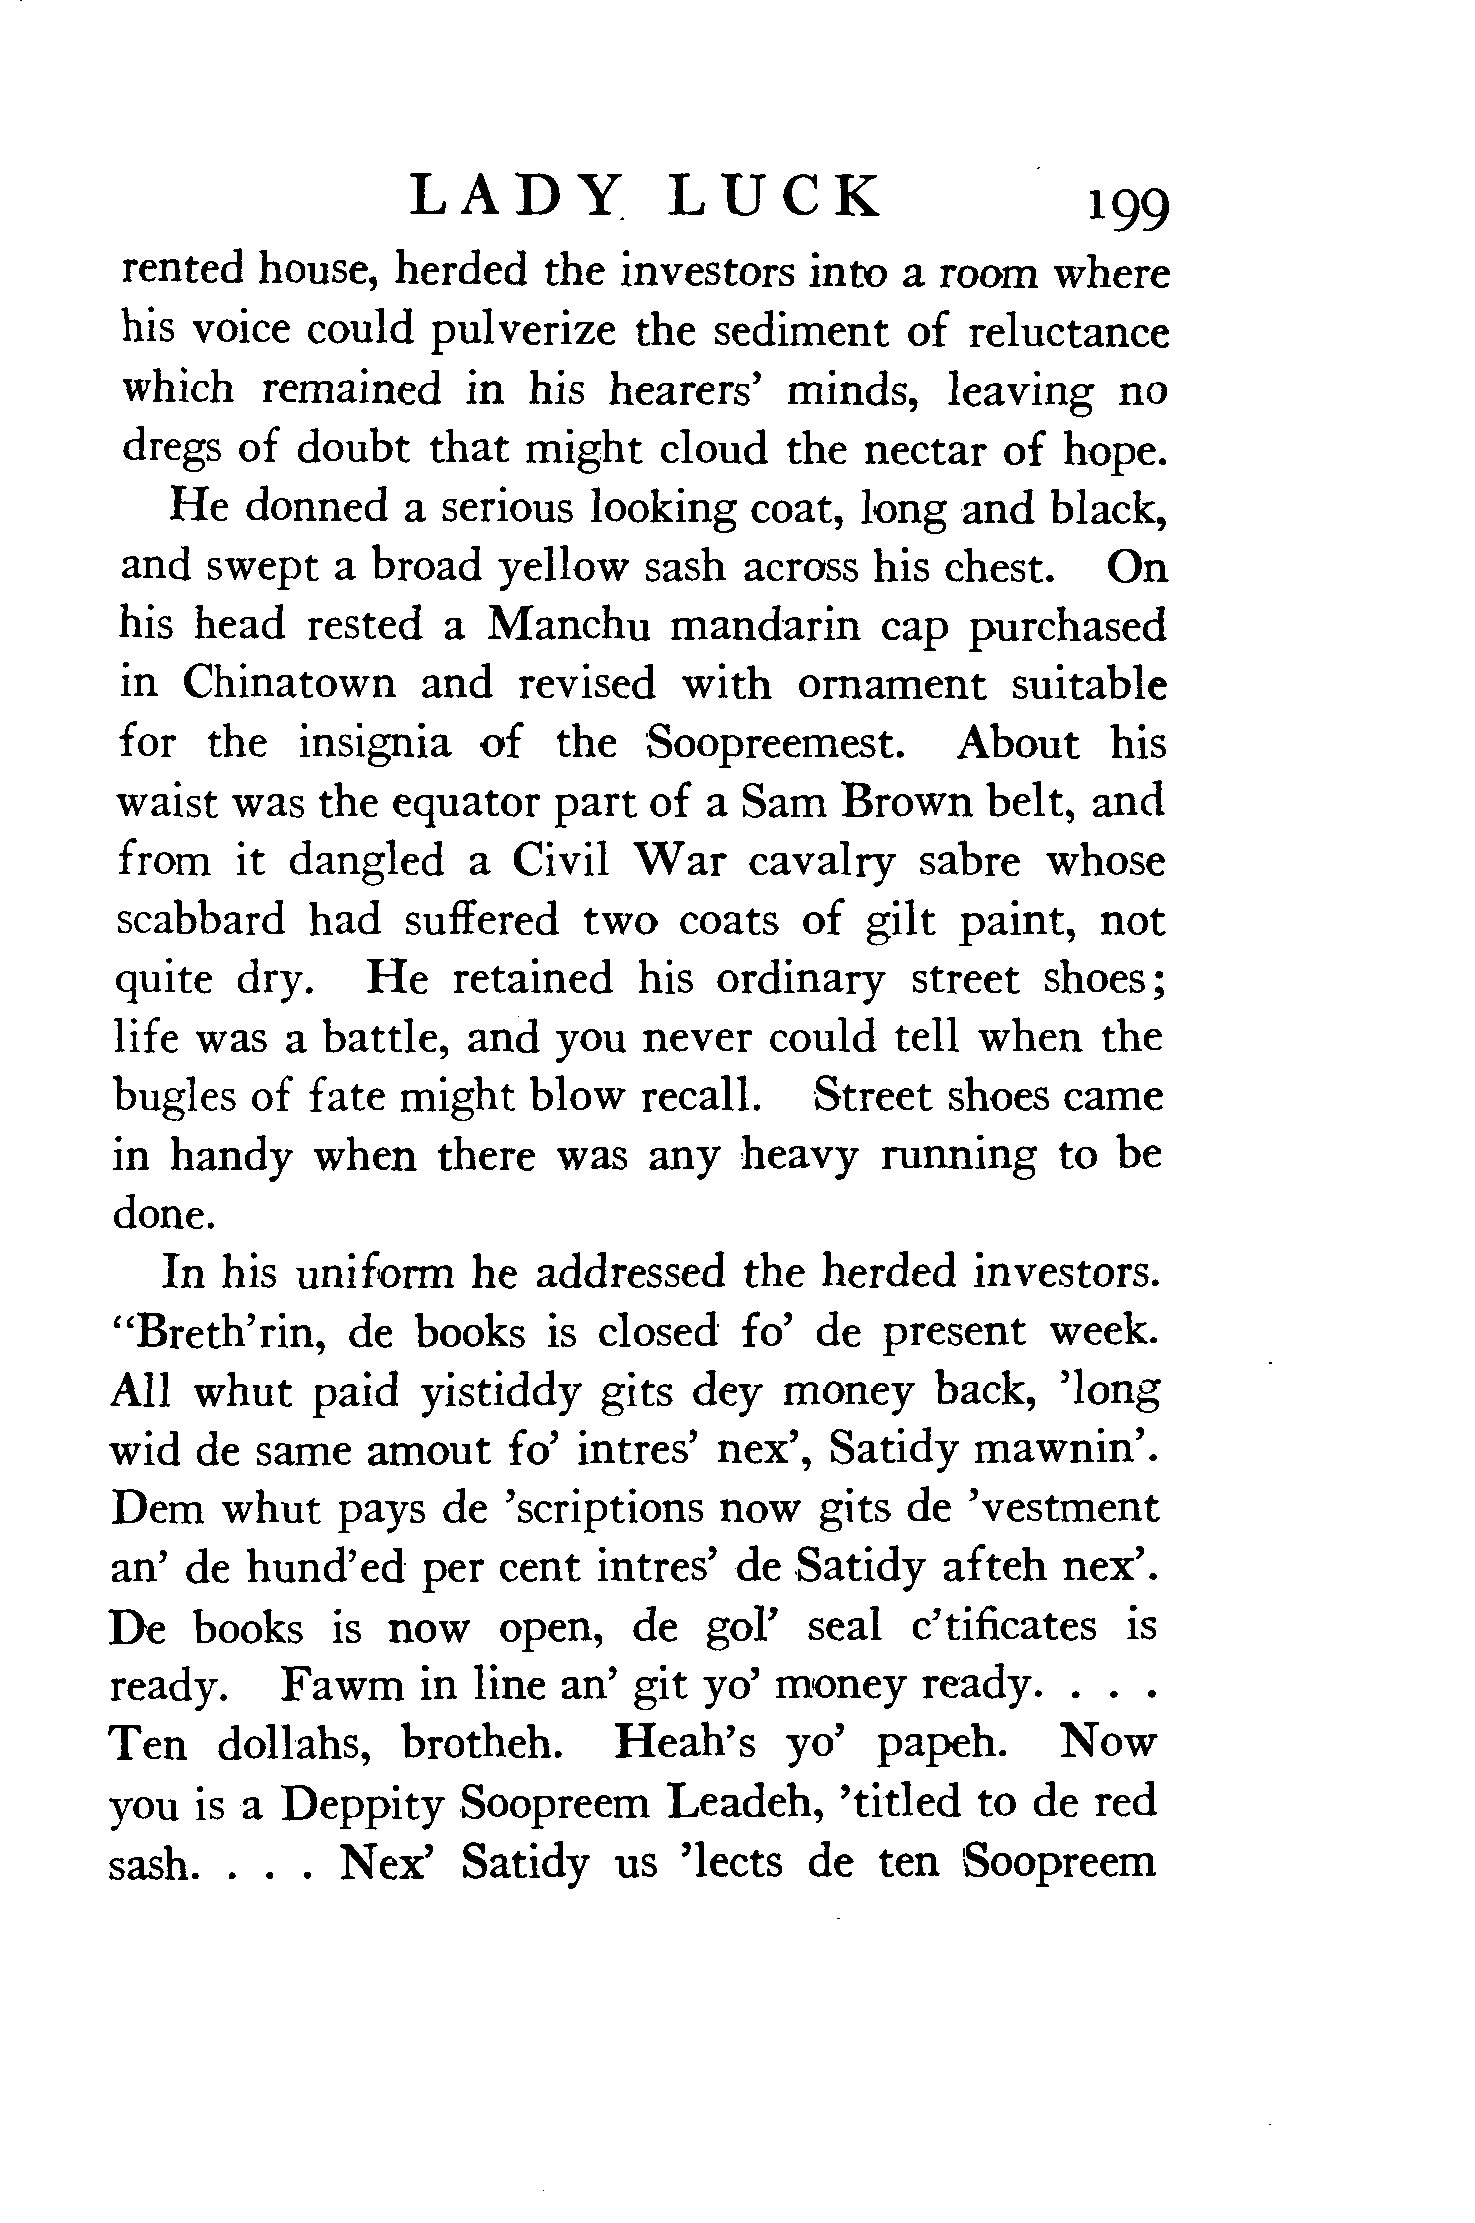 LADY LUCK 199
rented house, herded the investors into a room where
his voice could pulverize the sediment of reluctance
which remained in his hearers’ minds, leaving no
dregs of doubt that might cloud the nectar of hope.
He donned a serious looking coat, long and black,
and swept a broad yellow sash across his chest. On
his head rested a Manchu mandarin cap purchased
in Chinatown and revised with ornament suitable
for the insignia of the Soopreemest. About his
waist was the equator part of a Sam Brown belt, and
from it dangled a Civil War cavalry sabre whose
scabbard had suffered two coats of gilt paint, not
quite dry. He retained his ordinary street shoes;
life was a battle, and you never could tell when the
bugles of fate might blow recall. Street shoes came
in handy when there was any heavy running to be
done.
In his uniform he addressed the herded investors.
“Breth’rin, de books is closed fo’ de present week.
All whut paid yistiddy gits dey money back, ’long
wid de same amout fo’ intres’ nex’, Satidy mawnin’.
Dem whut pays de ’scriptions now gits de ’vestment
an’ de hund’ed per cent intres’ de Satidy afteh nex’.
De books is now open, de gol’ seal c’tificates is
ready. Fawm in line an’ git yo’ money ready. . . .
Ten dollahs, brotheh. Heah’s yo’ papeh. Now
you is a Deppity Soopreem Leadeh, ’titled to de red
sash. . . . Nex’ Satidy us ’lects de ten Soopreem